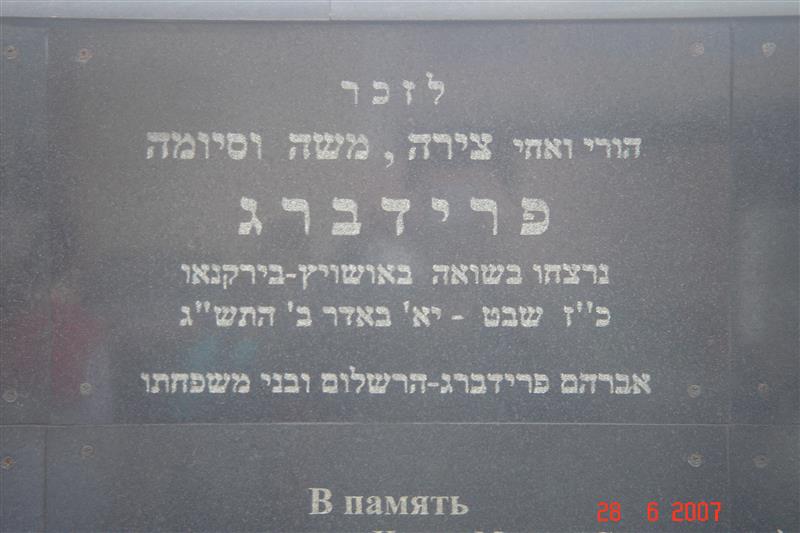 לזכר
הורי ואחי צירה, משה וסיומה
פרידברג
נרצחו בשואה באושויץ-בירקנאו
כ"ז שבט - יא' באדר ב' התש"ג
אברהם פרידברג-הרשלום ובני משפחתו
В память
28 6 2007